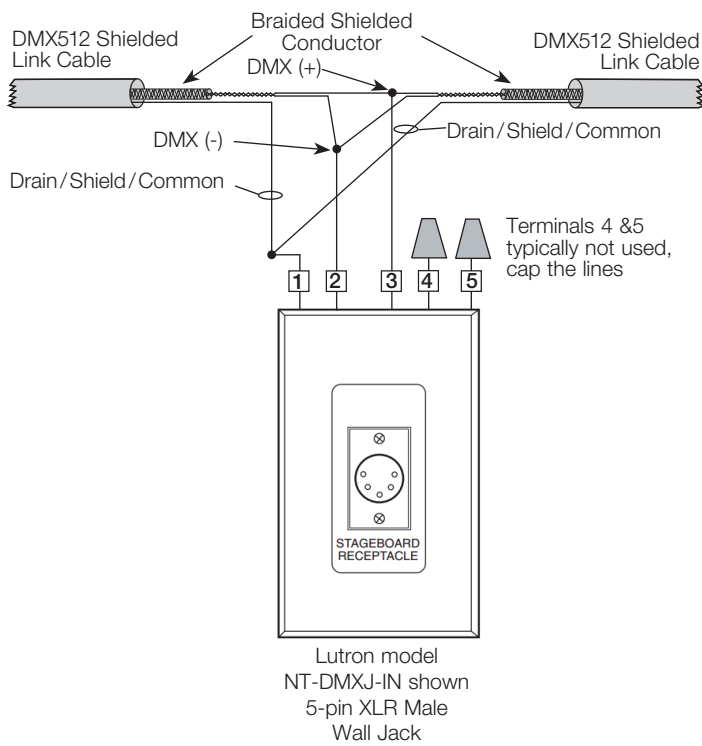 Braided Shielded
Conductor
DMX512 Shielded
Link Cable
DMX (+)
DMX512 Shielded
Link Cable
DMX (-)
Drain/Shield/Common
Drain/Shield/Common
Terminals 4 &5
typically not used,
cap the lines
1 2 3 4 5
STAGEBOARD
RECEPTACLE
Lutron model
NT-DMXJ-IN shown
5-pin XLR Male
Wall Jack